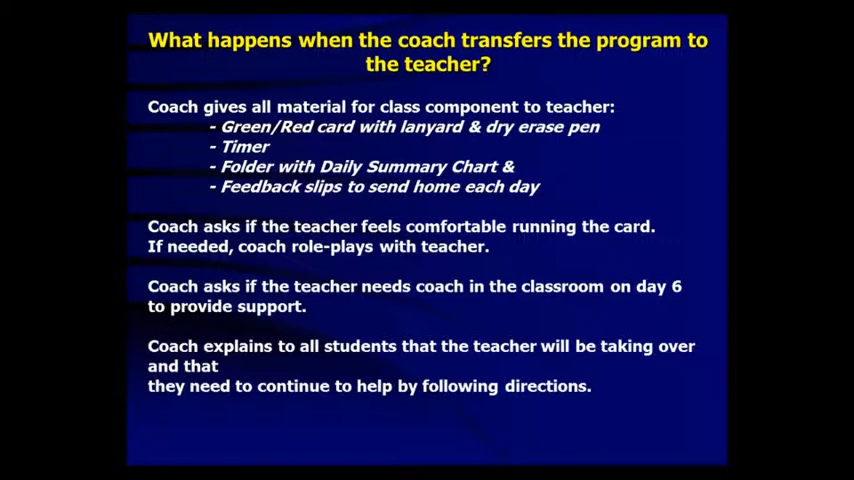 What happens when the coach transfers the program to
the teacher?
Coach gives all material for class component to teacher:
- Green/Red card with lanyard & dry erase pen
- Timer
- Folder with Daily Summary Chart &
- Feedback slips to send home each day
Coach asks if the teacher feels comfortable running the card.
If needed, coach role-plays with teacher.
Coach asks if the teacher needs coach in the classroom on day 6
to provide support.
Coach explains to all students that the teacher will be taking over
and that
they need to continue to help by following directions.